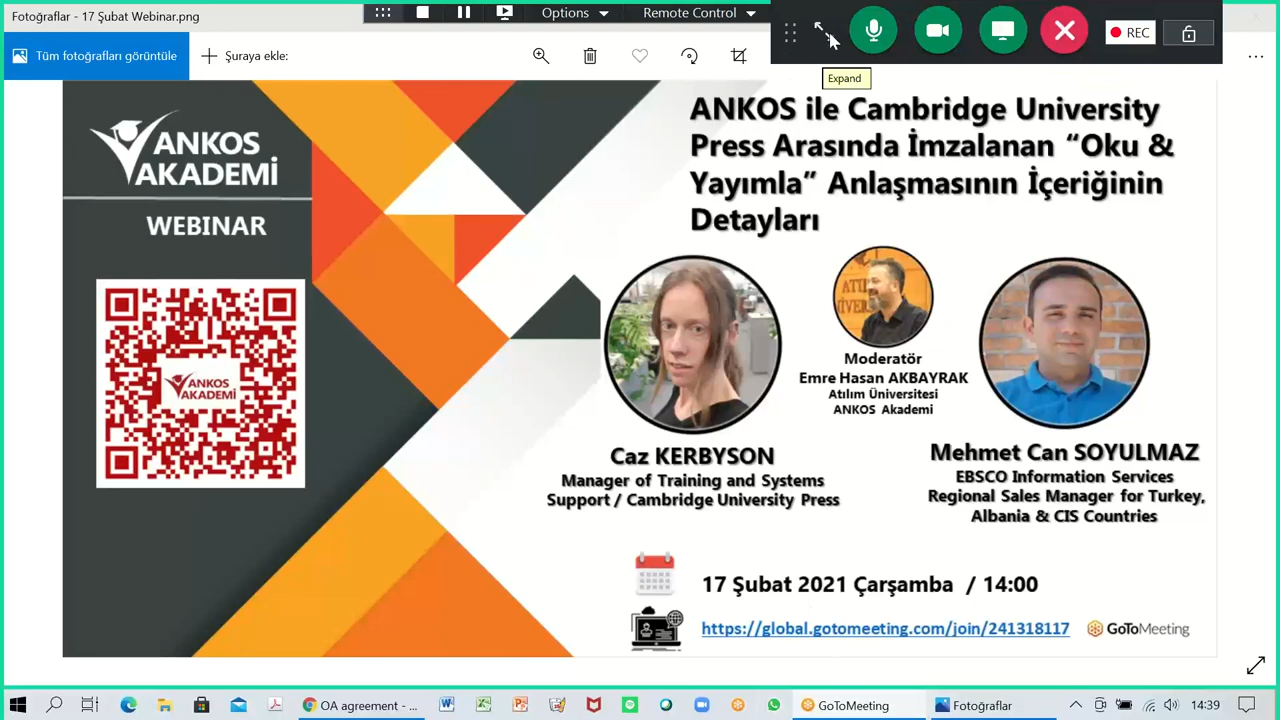 Fotoğraflar - 17 Şubat Webinar.png
Options
Remote Control
REC
Tüm fotoğrafları görüntüle
Şuraya ekle:
Expand
ANKOS
AKADEMİ
WEBINAR
ANKOS
AKADEMİ
ANKOS ile Cambridge University
Press Arasında İmzalanan “Oku &
Yayımla” Anlaşmasının İçeriğinin
Detayları
Moderatör
Emre Hasan AKBAYRAK
Atılım Üniversitesi
ANKOS Akademi
Caz KERBYSON
Manager of Training and Systems
Support / Cambridge University Press
Mehmet Can SOYULMAZ
EBSCO Information Services
Regional Sales Manager for Turkey,
Albania & CIS Countries
17 Şubat 2021 Çarşamba / 14:00
https://global.gotomeeting.com/join/241318117
GoToMeeting
OA agreement - ...
GoToMeeting
Fotoğraflar
14:39